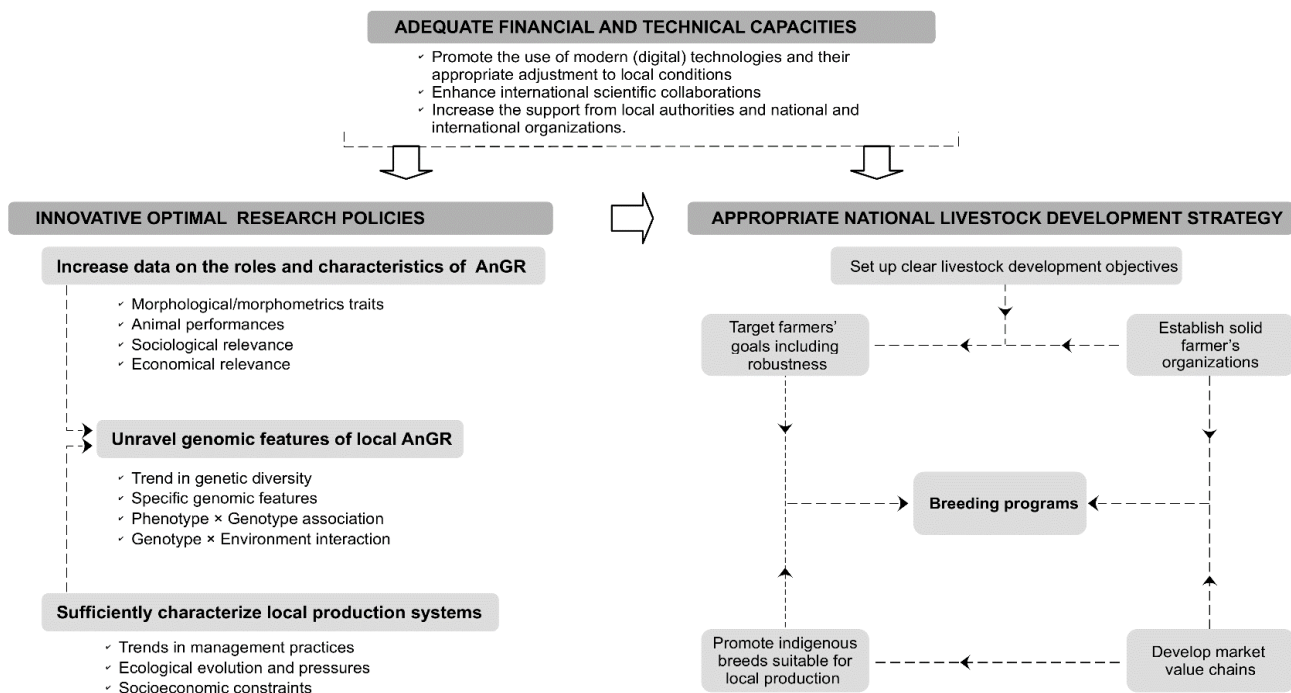 ADEQUATE FINANCIAL AND TECHNICAL CAPACITIES
✓ Promote the use of modern (digital) technologies and their
appropriate adjustment to local conditions
✓ Enhance international scientific collaborations
✓ Increase the support from local authorities and national and
international organizations.
INNOVATIVE OPTIMAL RESEARCH POLICIES
Increase data on the roles and characteristics of AnGR
✓ Morphological/morphometrics traits
✓ Animal performances
✓ Sociological relevance
✓ Economical relevance
Unravel genomic features of local AnGR
✓ Trend in genetic diversity
✓ Specific genomic features
✓ Phenotype × Genotype association
✓ Genotype × Environment interaction
Sufficiently characterize local production systems
✓ Trends in management practices
✓ Ecological evolution and pressures
✓ Socioeconomic constraints
APPROPRIATE NATIONAL LIVESTOCK DEVELOPMENT STRATEGY
Set up clear livestock development objectives
Target farmers'
goals including
robustness
Establish solid
farmer's
organizations
Breeding programs
Promote indigenous
breeds suitable for
local production
Develop market
value chains